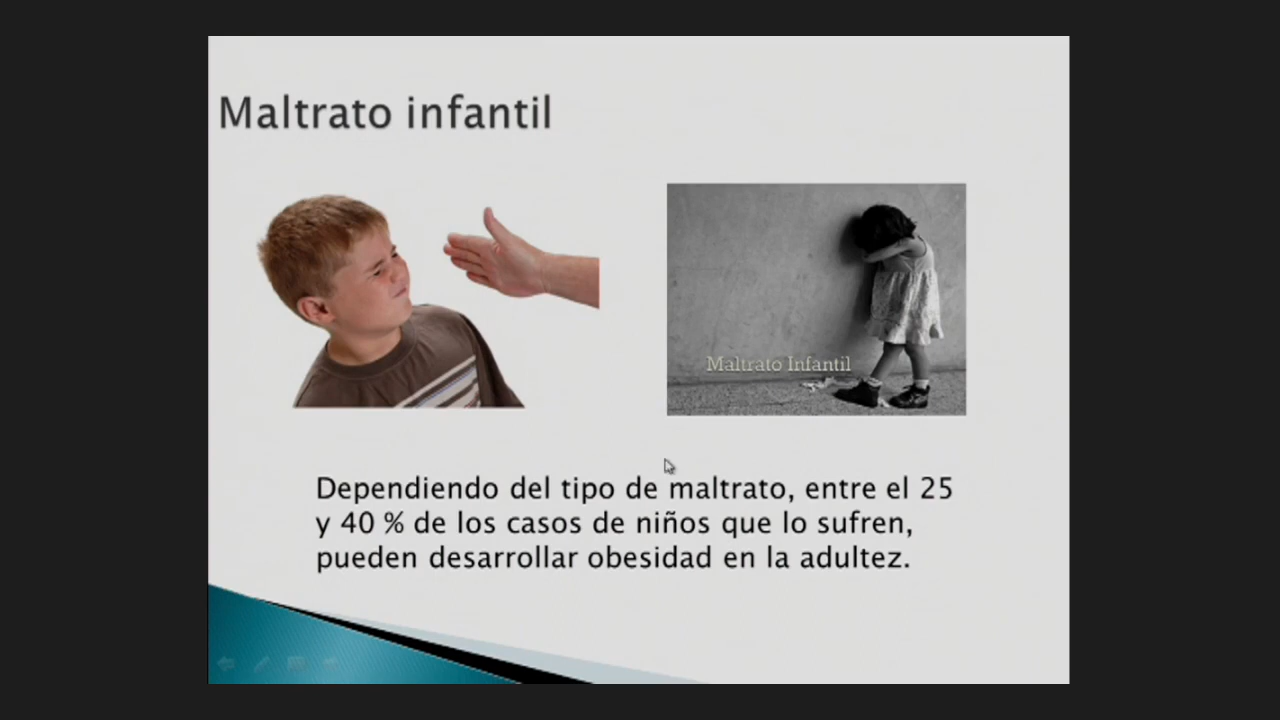 Maltrato infantil
Maltrato Infantil
Dependiendo del tipo de maltrato, entre el 25
y 40 % de los casos de niños que lo sufren,
pueden desarrollar obesidad en la adultez.